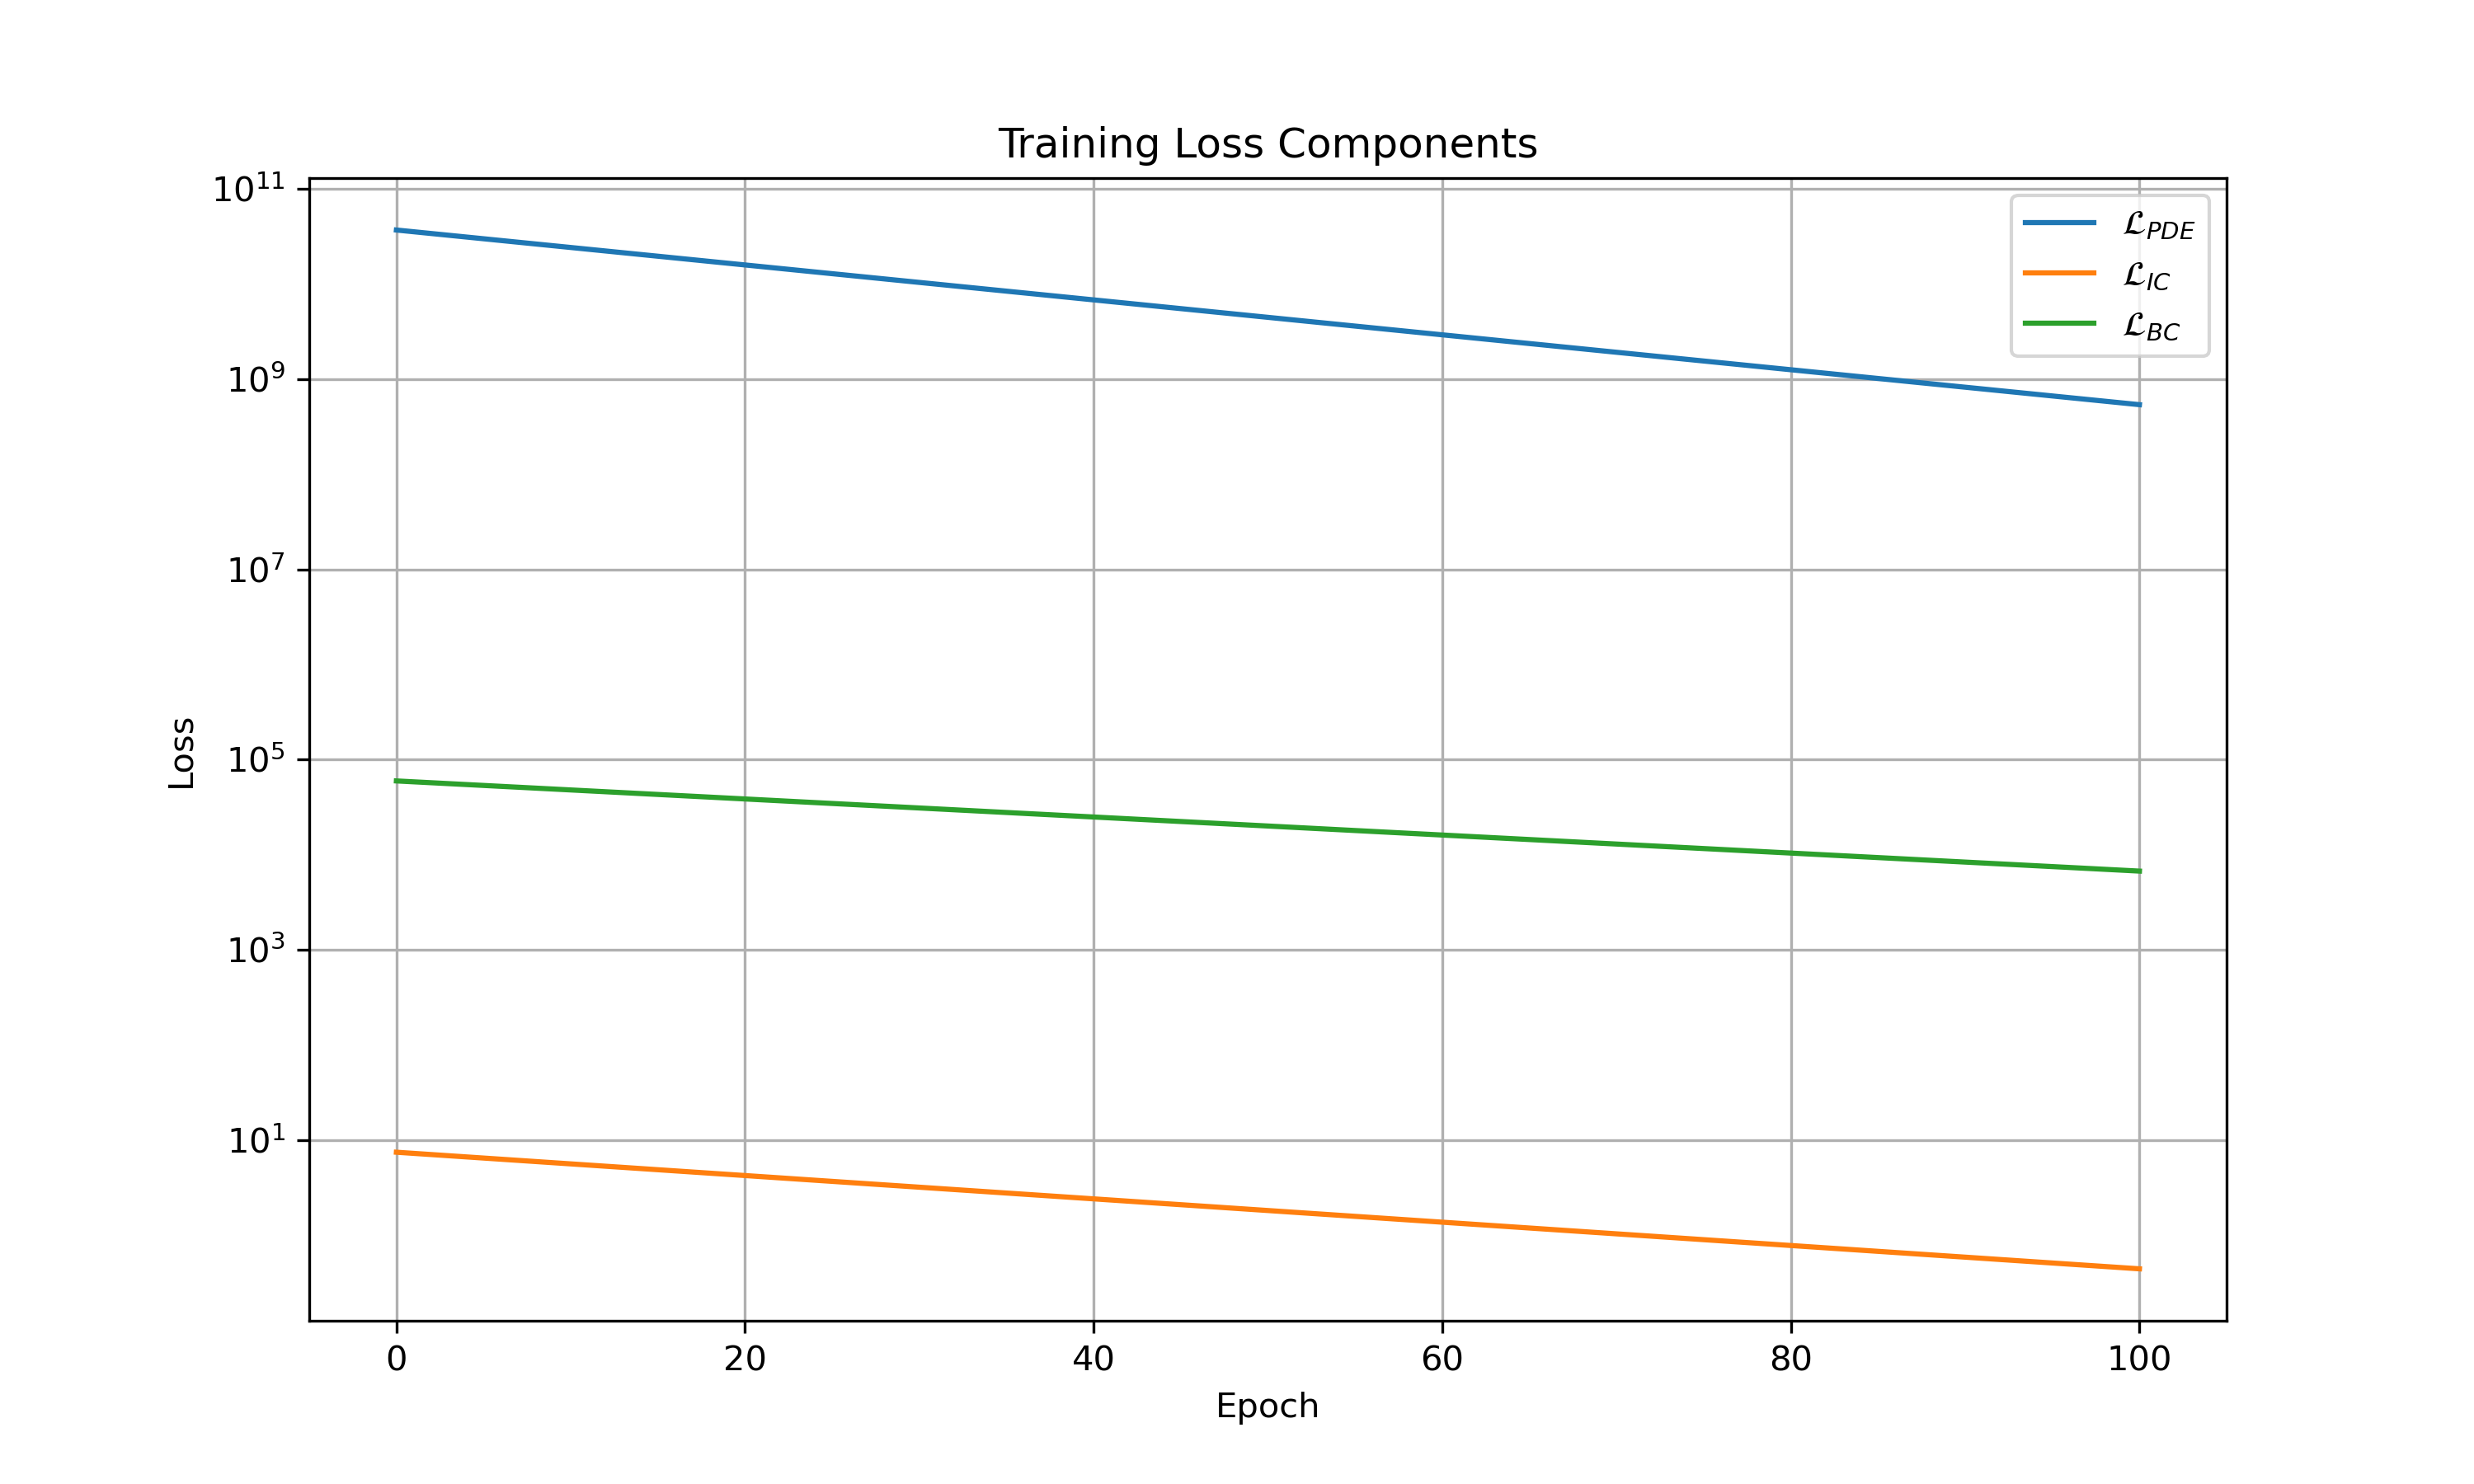 Training Loss Components
10^11
10^9
10^7
10^5
10^3
10^1
Loss
ℒ_PDE
ℒ_IC
ℒ_BC
0 20 40 60 80 100
Epoch